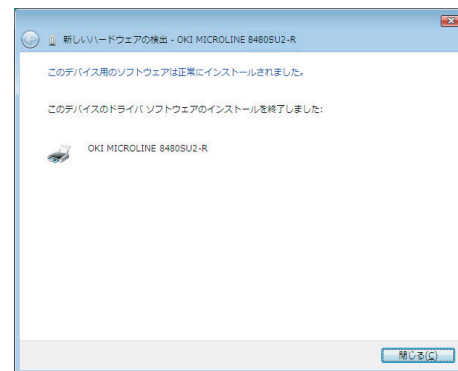 新しいハードウェアの検出 - OKI MICROLINE 8480SU2-R
このデバイス用のソフトウェアは正常にインストールされました。
このデバイスのドライバ ソフトウェアのインストールを終了しました:
OKI MICROLINE 8480SU2-R
閉じる(C)